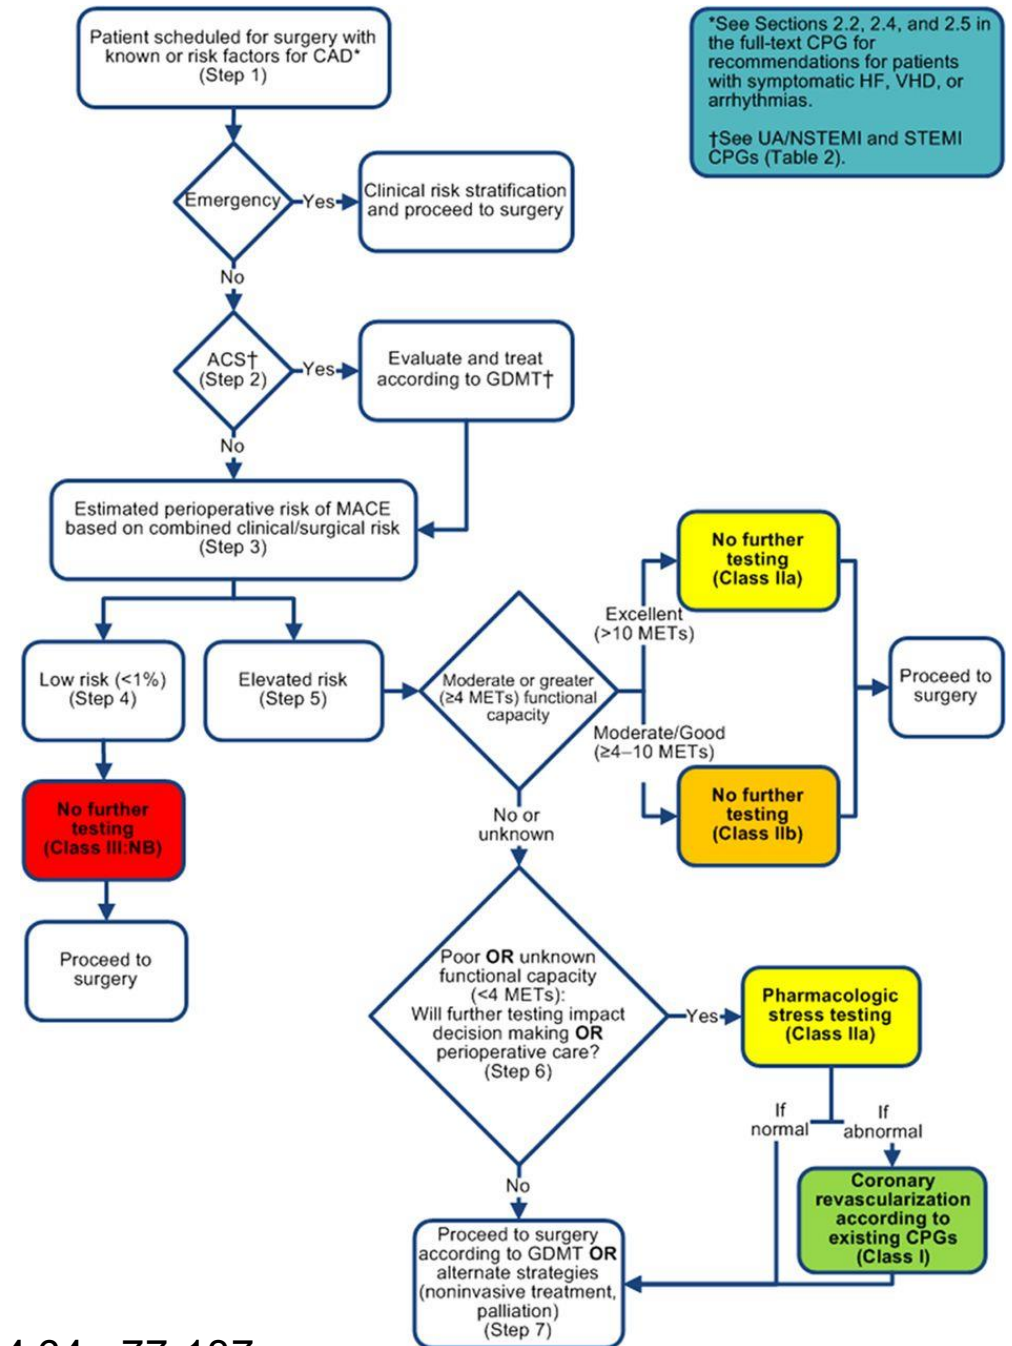 Patient scheduled for surgery with
known or risk factors for CAD*
(Step 1)
*See Sections 2.2, 2.4, and 2.5 in
the full-text CPG for
recommendations for patients
with symptomatic HF, VHD, or
arrhythmias.
†See UA/NSTEMI and STEMI
CPGs (Table 2).
Emergency
Yes
Clinical risk stratification
and proceed to surgery
No
ACS†
(Step 2)
Yes
Evaluate and treat
according to GDMT†
No
Estimated perioperative risk of MACE
based on combined clinical/surgical risk
(Step 3)
Low risk (<1%)
(Step 4)
Elevated risk
(Step 5)
No further
testing
(Class III:NB)
Proceed to
surgery
Moderate or greater
(≥4 METs) functional
capacity
Excellent
(>10 METs)
No further
testing
(Class IIa)
Moderate/Good
(≥4–10 METs)
No further
testing
(Class IIb)
Proceed to
surgery
No or
unknown
Poor OR unknown
functional capacity
(<4 METs):
Will further testing impact
decision making OR
perioperative care?
(Step 6)
Yes
Pharmacologic
stress testing
(Class IIa)
If
normal
If
abnormal
Coronary
revascularization
according to
existing CPGs
(Class I)
No
Proceed to surgery
according to GDMT OR
alternate strategies
(noninvasive treatment,
palliation)
(Step 7)